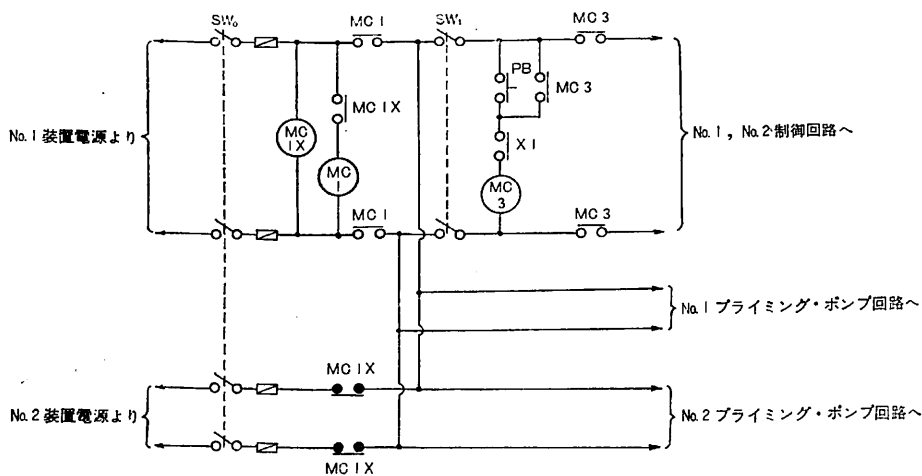 SW₀
MC 1
SW₁
MC 3
PB
MC 3
MC 1X
MC 1X
MC 1
X 1
MC 3
No.1 装置電源より
No.1, No.2 制御回路へ
MC 1
MC 3
No.1 プライミング・ポンプ回路へ
MC 1X
No.2 装置電源より
No.2 プライミング・ポンプ回路へ
MC 1X